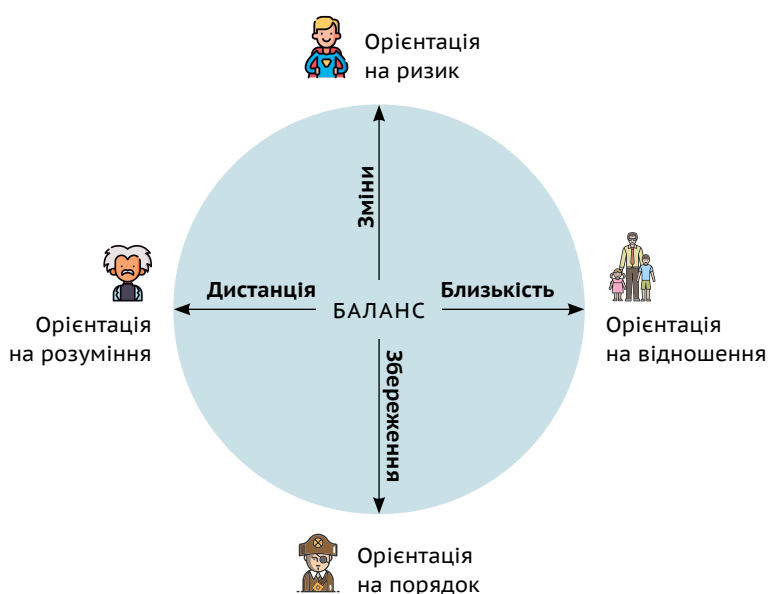 Орієнтація
на ризик
Зміни
Дистанція
БАЛАНС
Близькість
Орієнтація
на розуміння
Орієнтація
на відношення
Збереження
Орієнтація
на порядок